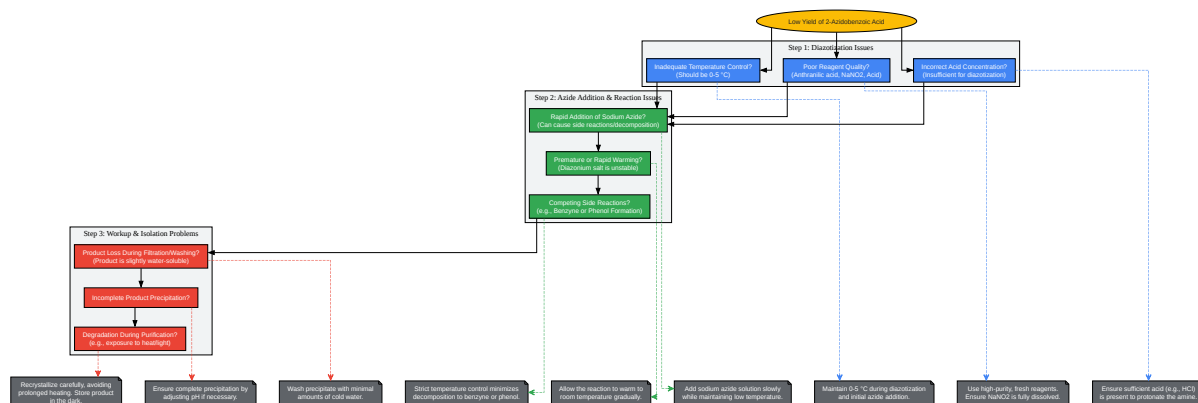 Low Yield of 2-Azidobenzoic Acid
Step 1: Diazotization Issues
Inadequate Temperature Control?
(Should be 0-5 °C)
Poor Reagent Quality?
(Anthranilic acid, NaNO2, Acid)
Incorrect Acid Concentration?
(Insufficient for diazotization)
Step 2: Azide Addition & Reaction Issues
Rapid Addition of Sodium Azide?
(Can cause side reactions/decomposition)
Premature or Rapid Warming?
(Diazonium salt is unstable)
Competing Side Reactions?
(e.g., Benzyne or Phenol Formation)
Step 3: Workup & Isolation Problems
Product Loss During Filtration/Washing?
(Product is slightly water-soluble)
Incomplete Product Precipitation?
Degradation During Purification?
(e.g., exposure to heat/light)
Recrystallize carefully, avoiding
prolonged heating. Store product
in the dark.
Ensure complete precipitation by
adjusting pH if necessary.
Wash precipitate with minimal
amounts of cold water.
Strict temperature control minimizes
decomposition to benzyne or phenol.
Allow the reaction to warm to
room temperature gradually.
Add sodium azide solution slowly
while maintaining low temperature.
Maintain 0-5 °C during diazotization
and initial azide addition.
Use high-purity, fresh reagents.
Ensure NaNO2 is fully dissolved.
Ensure sufficient acid (e.g., HCl)
is present to protonate the amine.